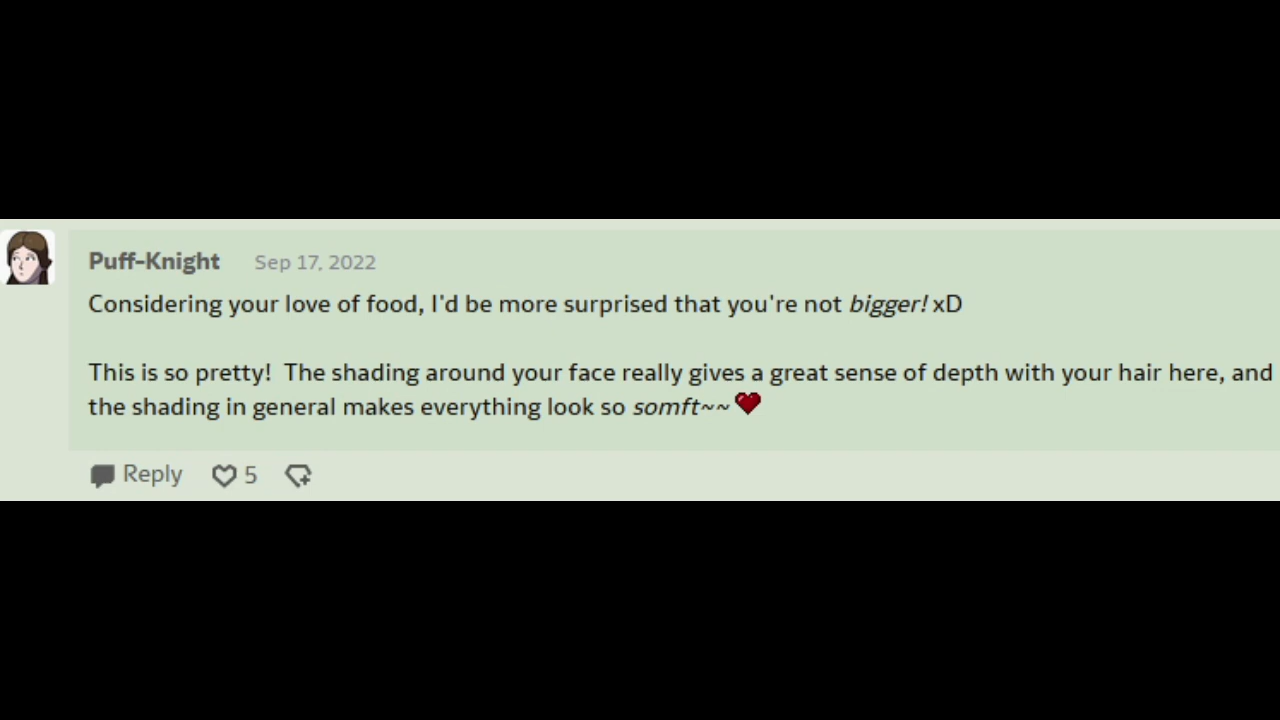 Puff-Knight Sep 17, 2022
Considering your love of food, I'd be more surprised that you're not bigger! xD
This is so pretty!  The shading around your face really gives a great sense of depth with your hair here, and
the shading in general makes everything look so somft~~
Reply 5